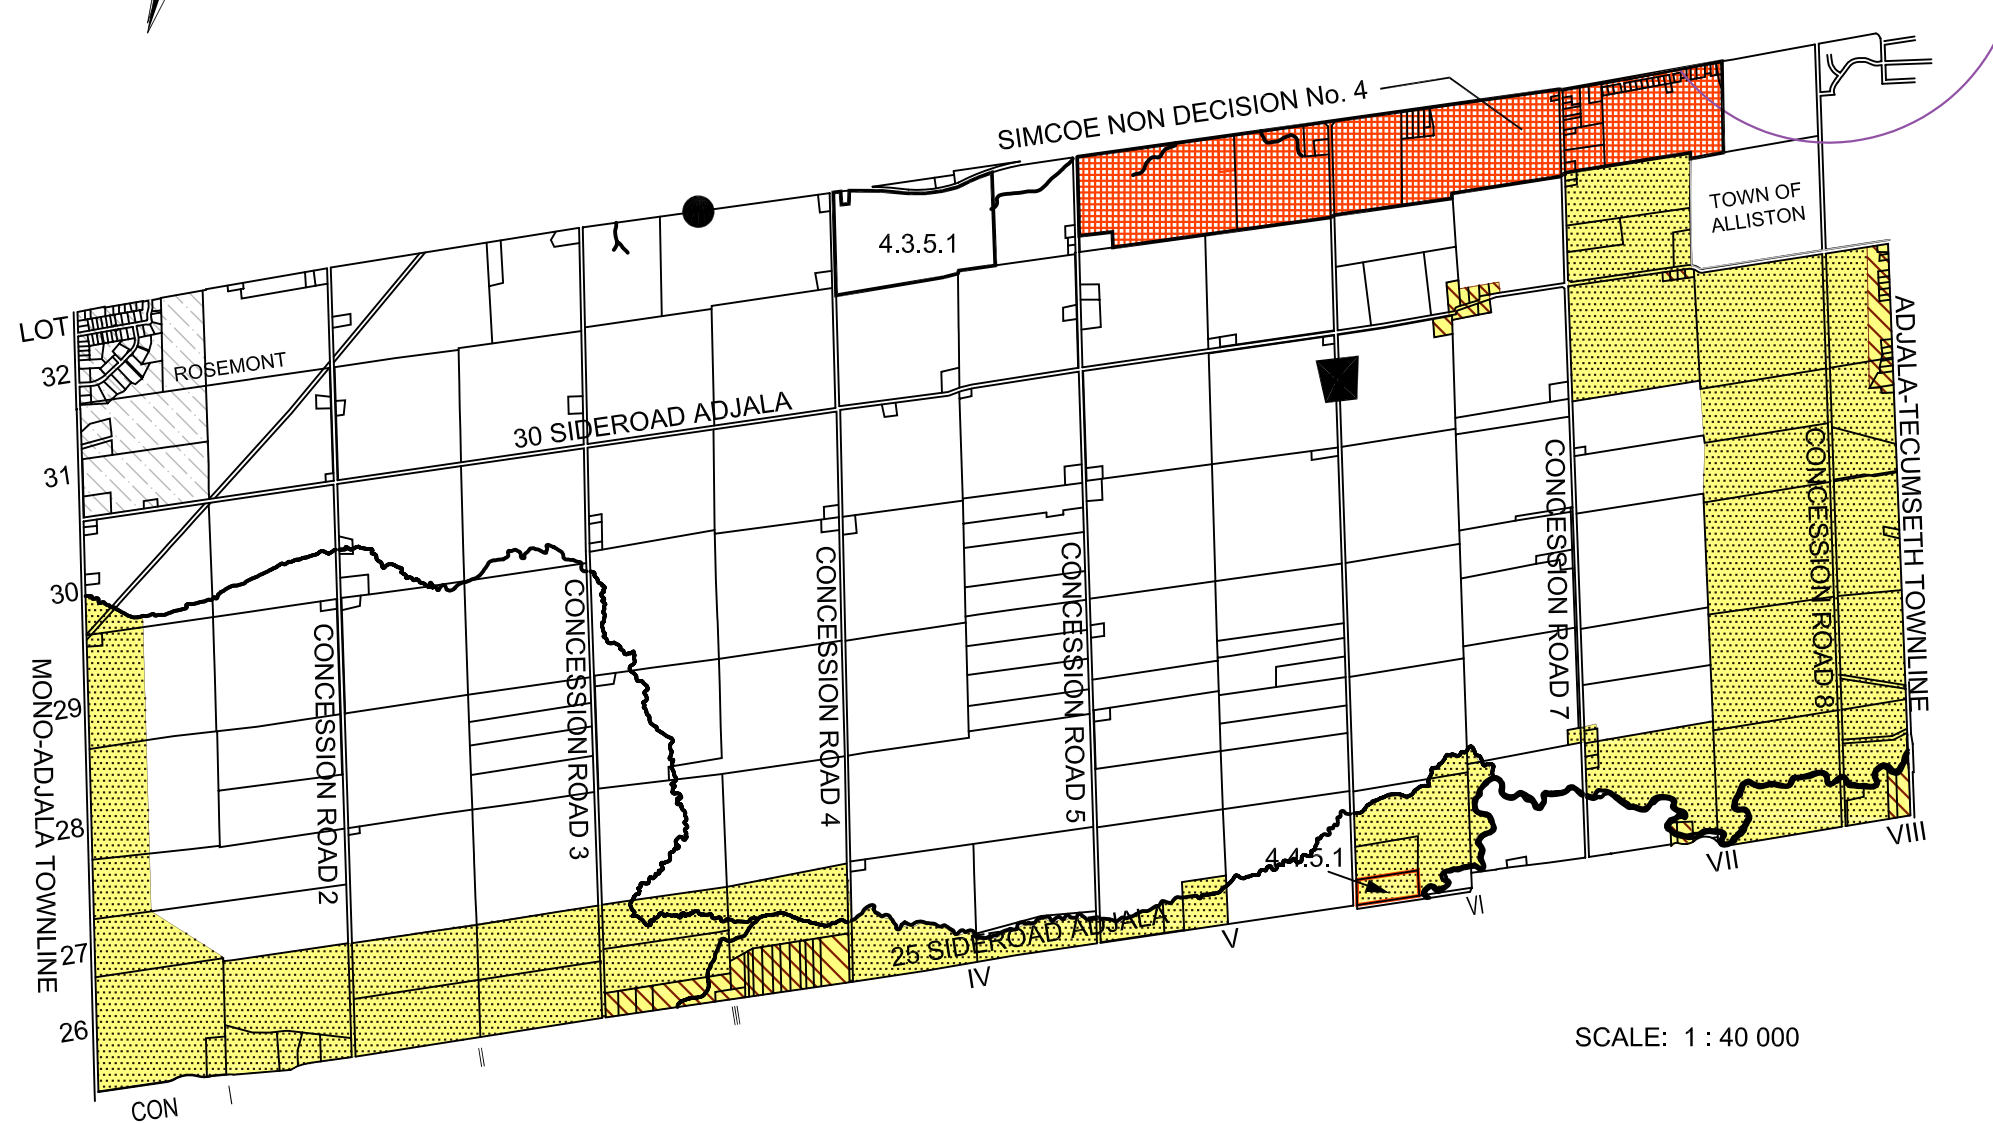 SIMCOE NON DECISION No. 4
4.3.5.1
TOWN OF
ALLISTON
LOT
32
31
30
29
28
27
26
ROSEMONT
30 SIDEROAD ADJALA
MONO-ADJALA TOWNLINE
CONCESSION ROAD 2
CONCESSION ROAD 3
CONCESSION ROAD 4
CONCESSION ROAD 5
CONCESSION ROAD 7
CONCESSION ROAD 8
ADJALA-TECUMSETH TOWNLINE
4.4.5.1
25 SIDEROAD ADJALA
CON
I
II
III
IV
V
VI
VII
VIII
SCALE: 1 : 40 000